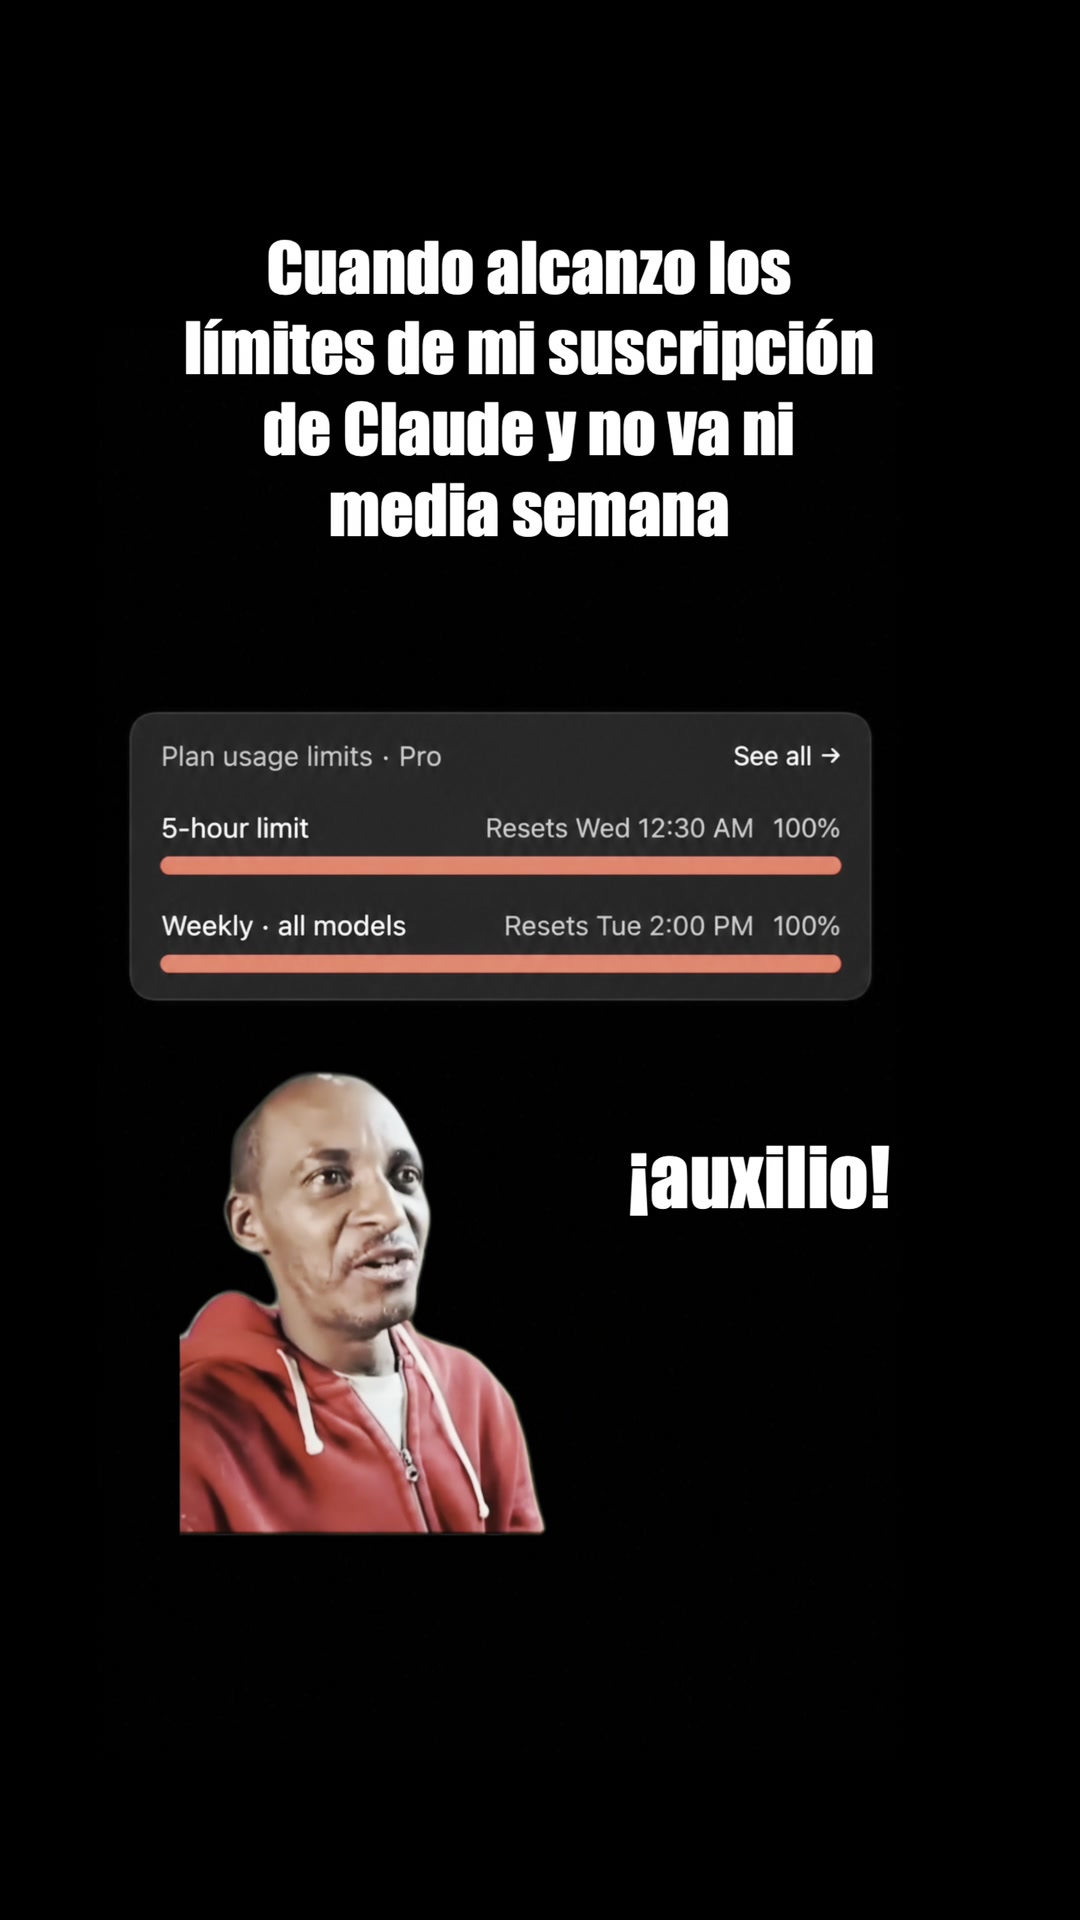 Cuando alcanzo los
límites de mi suscripción
de Claude y no va ni
media semana
Plan usage limits · Pro See all →
5-hour limit Resets Wed 12:30 AM 100%
Weekly · all models Resets Tue 2:00 PM 100%
¡auxilio!